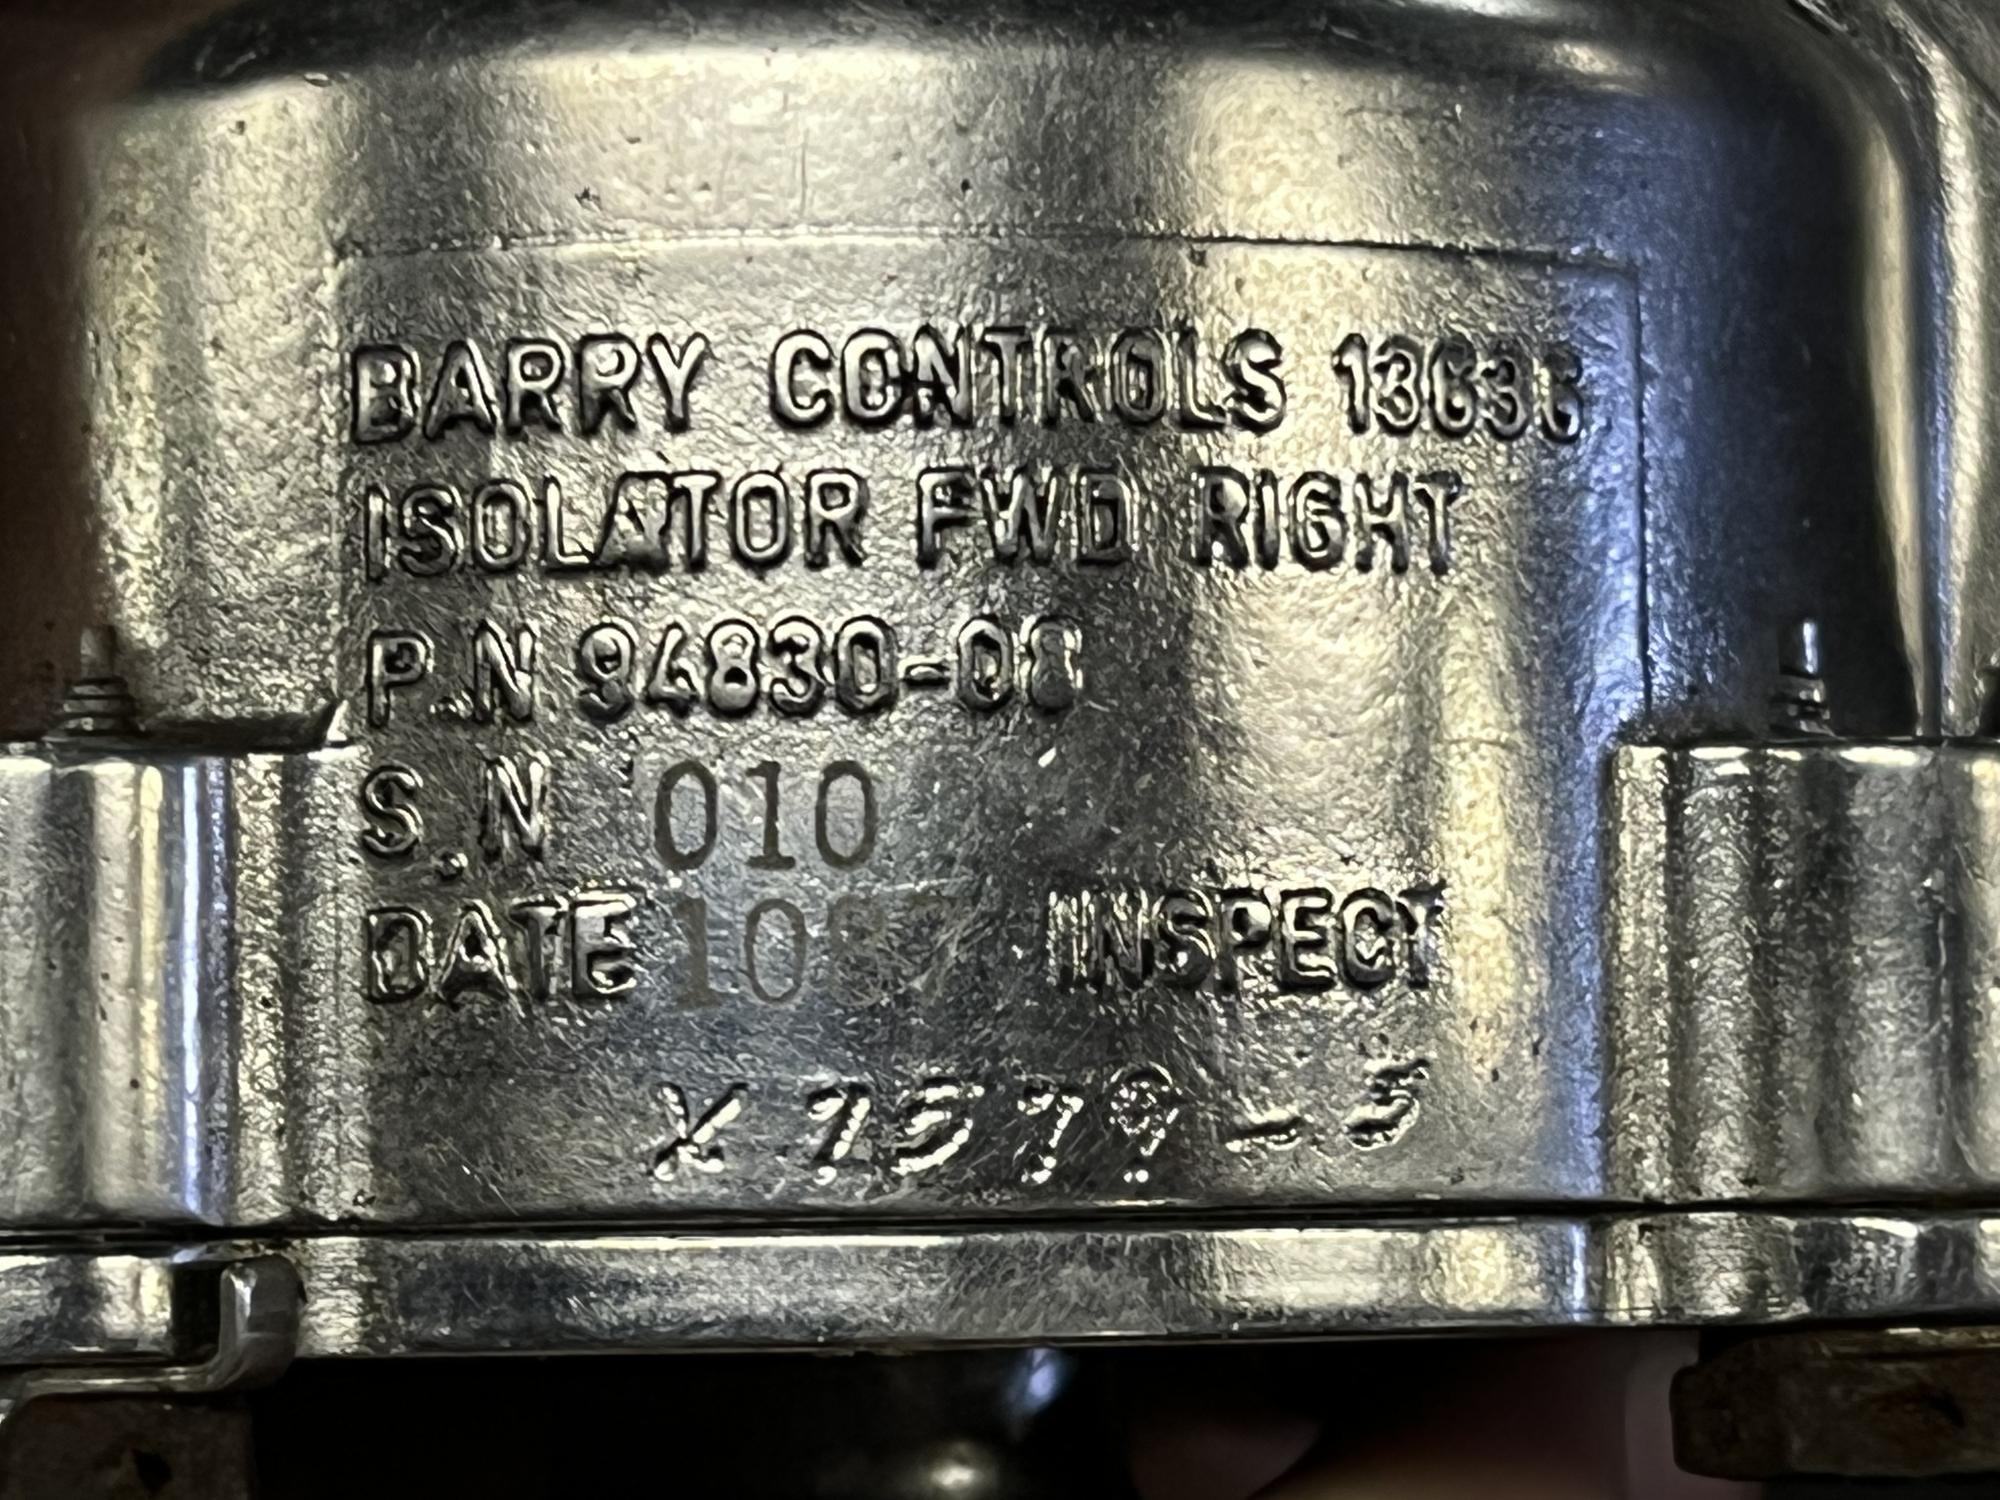 BARRY CONTROLS 13636
ISOLATOR FWD RIGHT
P.N 94830-08
S.N 010
DATE INSPECT